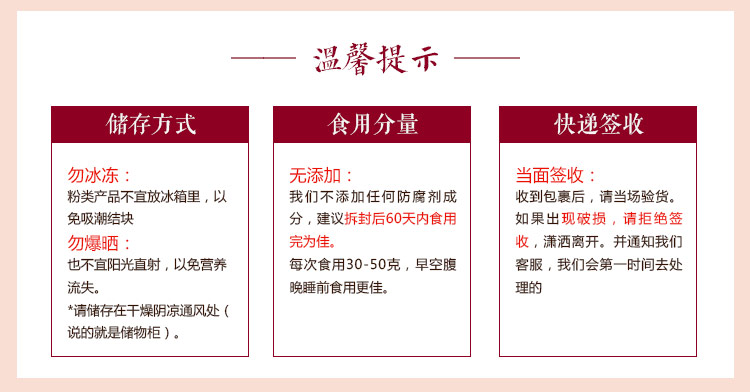 温馨提示
储存方式
勿冰冻：
粉类产品不宜放冰箱里，以
免吸潮结块
勿爆晒：
也不宜阳光直射，以免营养
流失。
*请储存在干燥阴凉通风处（
说的就是储物柜）。
食用分量
无添加：
我们不添加任何防腐剂成
分，建议拆封后60天内食用
完为佳。
每次食用30-50克，早空腹
晚睡前食用更佳。
快递签收
当面签收：
收到包裹后，请当场验货。
如果出现破损，请拒绝签
收，潇洒离开。并通知我们
客服，我们会第一时间去处
理的